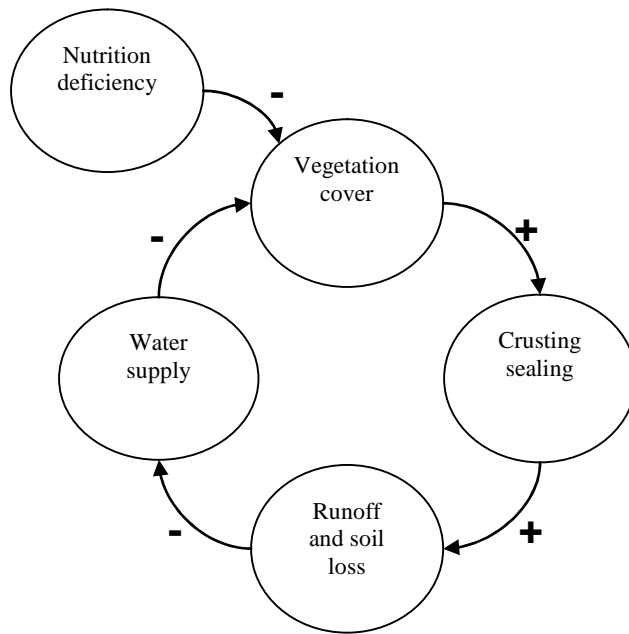 Nutrition
deficiency
-
Vegetation
cover
-
+
Water
supply
Crusting
sealing
Runoff
and soil
loss
-
+